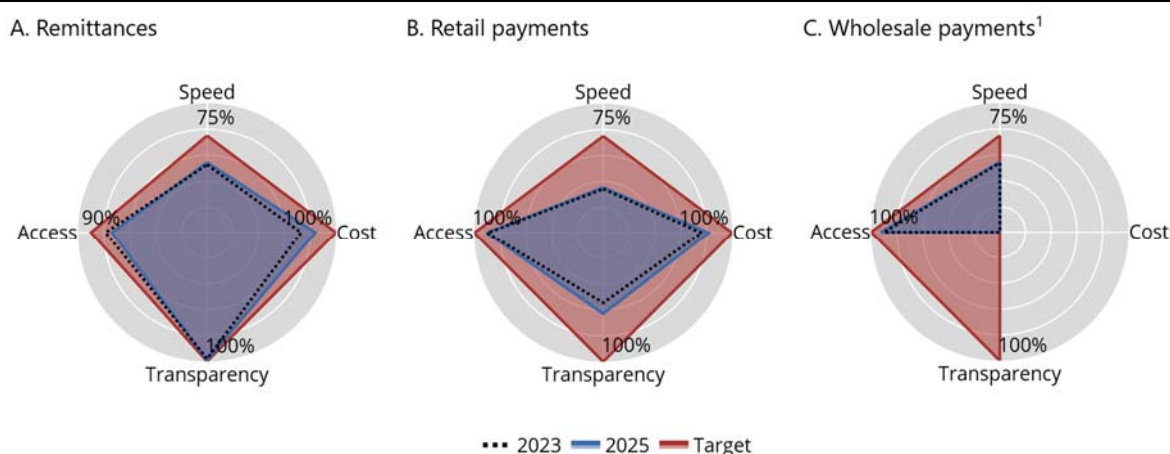 A. Remittances
B. Retail payments
C. Wholesale payments1
Speed
75%
90%
100%
Access
Cost
100%
Transparency
Speed
75%
100%
100%
Access
Cost
100%
Transparency
Speed
75%
100%
Access
Cost
100%
Transparency
2023
2025
Target